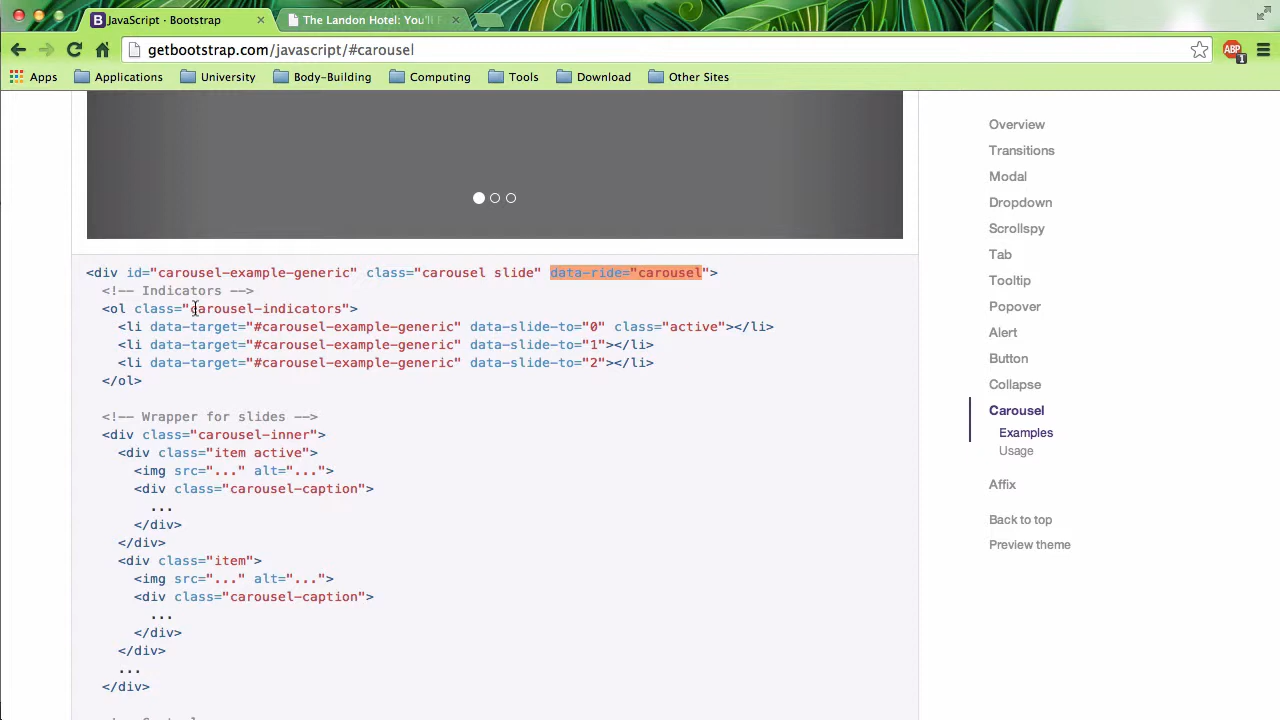 JavaScript · Bootstrap
The Landon Hotel: You'll F
getbootstrap.com/javascript/#carousel
ABP
1
Apps Applications University Body-Building Computing Tools Download Other Sites
<div id="carousel-example-generic" class="carousel slide" data-ride="carousel">
<!-- Indicators -->
<ol class="carousel-indicators">
<li data-target="#carousel-example-generic" data-slide-to="0" class="active"></li>
<li data-target="#carousel-example-generic" data-slide-to="1"></li>
<li data-target="#carousel-example-generic" data-slide-to="2"></li>
</ol>
<!-- Wrapper for slides -->
<div class="carousel-inner">
<div class="item active">
<img src="..." alt="...">
<div class="carousel-caption">
...
</div>
</div>
<div class="item">
<img src="..." alt="...">
<div class="carousel-caption">
...
</div>
</div>
...
</div>
Overview
Transitions
Modal
Dropdown
Scrollspy
Tab
Tooltip
Popover
Alert
Button
Collapse
Carousel
Examples
Usage
Affix
Back to top
Preview theme